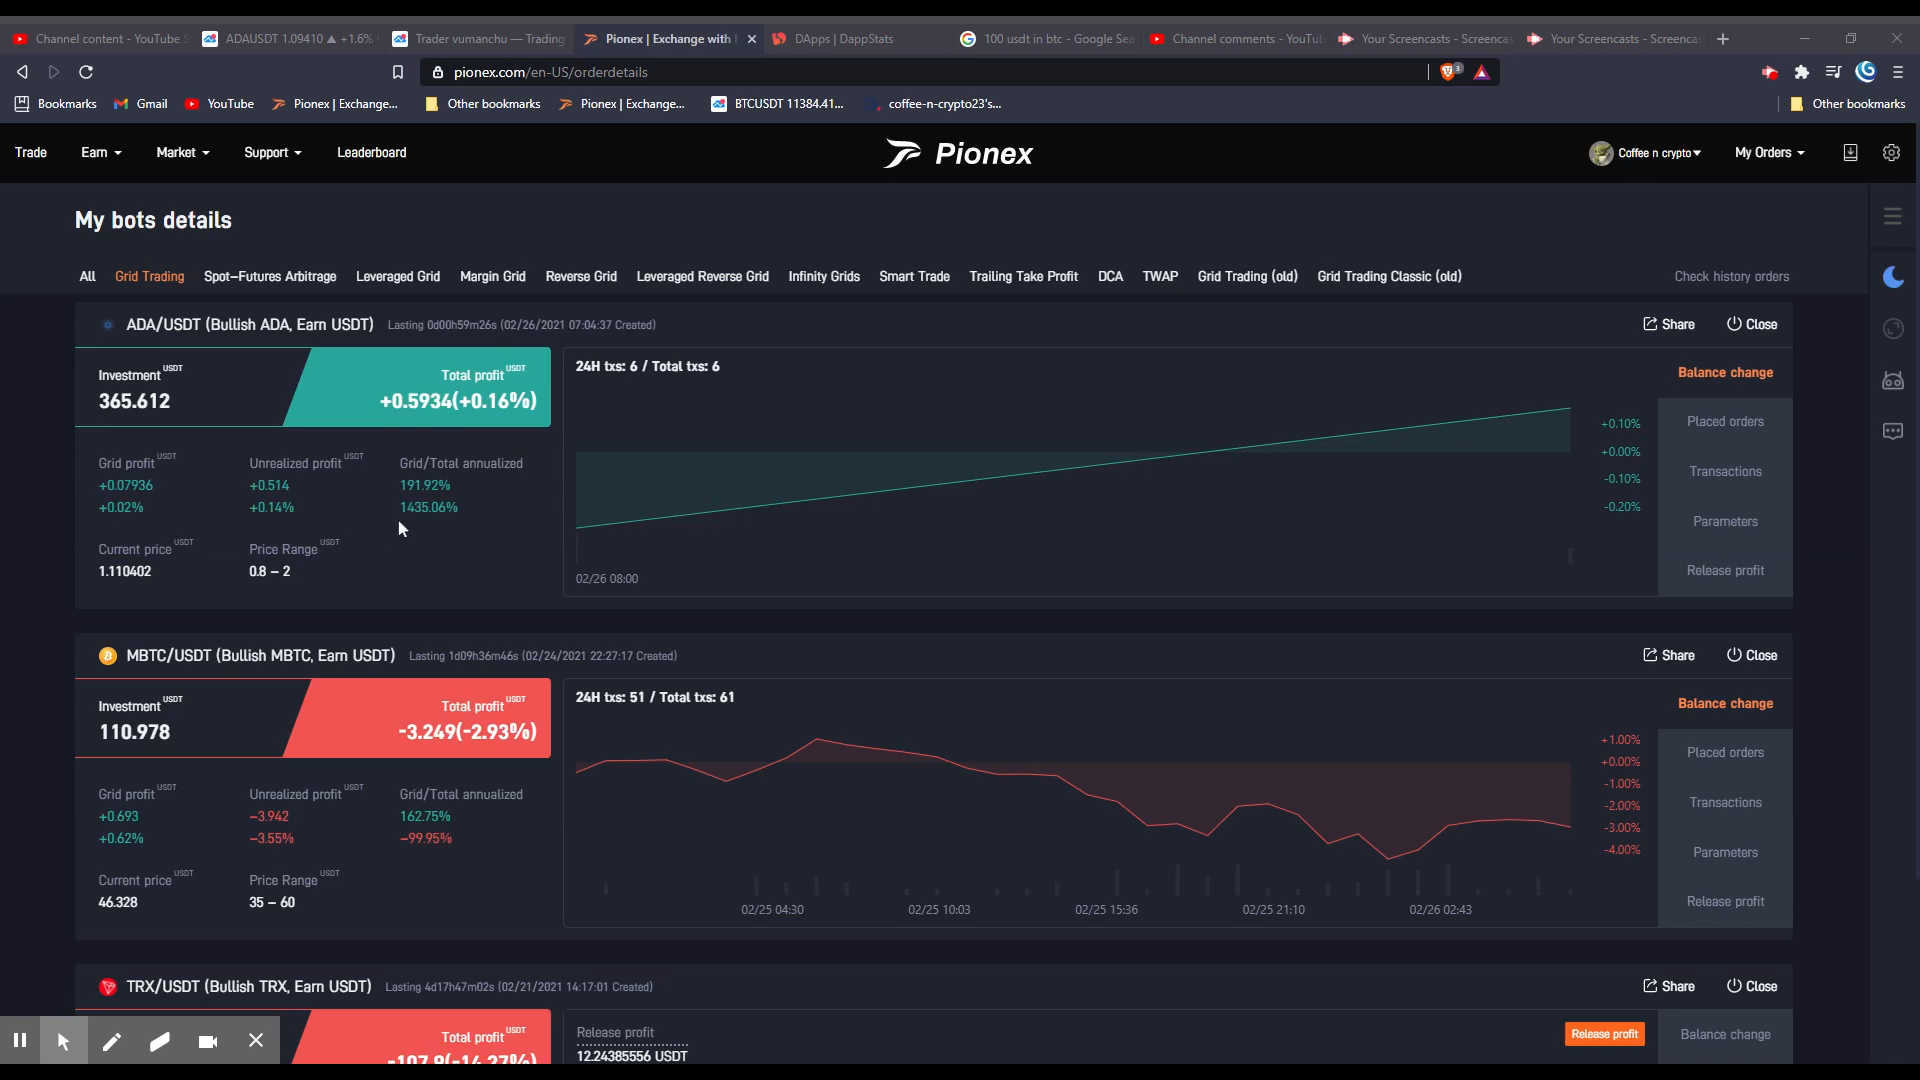 Channel content - YouTube S
ADAUSDT 1.09410 ▲ +1.6%
Trader vumanchu — Trading
Pionex | Exchange with
DApps | DappStats
100 usdt in btc - Google Sea
Channel comments - YouTub
Your Screencasts - Screencas
Your Screencasts - Screencas
pionex.com/en-US/orderdetails
3
Bookmarks
Gmail
YouTube
Pionex | Exchange...
Other bookmarks
Pionex | Exchange...
BTCUSDT 11384.41...
coffee-n-crypto23's...
Other bookmarks
Trade
Earn
Market
Support
Leaderboard
Pionex
Coffee n crypto
My Orders
My bots details
All
Grid Trading
Spot-Futures Arbitrage
Leveraged Grid
Margin Grid
Reverse Grid
Leveraged Reverse Grid
Infinity Grids
Smart Trade
Trailing Take Profit
DCA
TWAP
Grid Trading (old)
Grid Trading Classic (old)
Check history orders
ADA/USDT (Bullish ADA, Earn USDT)
Lasting 0d00h59m26s (02/26/2021 07:04:37 Created)
Share
Close
Investment USDT
365.612
Total profit USDT
+0.5934(+0.16%)
Grid profit USDT
+0.07936
+0.02%
Unrealized profit USDT
+0.514
+0.14%
Grid/Total annualized
191.92%
1435.06%
Current price USDT
1.110402
Price Range USDT
0.8 – 2
24H txs: 6 / Total txs: 6
+0.10%
+0.00%
-0.10%
-0.20%
02/26 08:00
Balance change
Placed orders
Transactions
Parameters
Release profit
MBTC/USDT (Bullish MBTC, Earn USDT)
Lasting 1d09h36m46s (02/24/2021 22:27:17 Created)
Share
Close
Investment USDT
110.978
Total profit USDT
-3.249(-2.93%)
Grid profit USDT
+0.693
+0.62%
Unrealized profit USDT
-3.942
-3.55%
Grid/Total annualized
162.75%
-99.95%
Current price USDT
46.328
Price Range USDT
35 – 60
24H txs: 51 / Total txs: 61
+1.00%
+0.00%
-1.00%
-2.00%
-3.00%
-4.00%
02/25 04:30
02/25 10:03
02/25 15:36
02/25 21:10
02/26 02:43
Balance change
Placed orders
Transactions
Parameters
Release profit
TRX/USDT (Bullish TRX, Earn USDT)
Lasting 4d17h47m02s (02/21/2021 14:17:01 Created)
Share
Close
Total profit USDT
-107.9(-14.27%)
Release profit
12.24385556 USDT
Release profit
Balance change